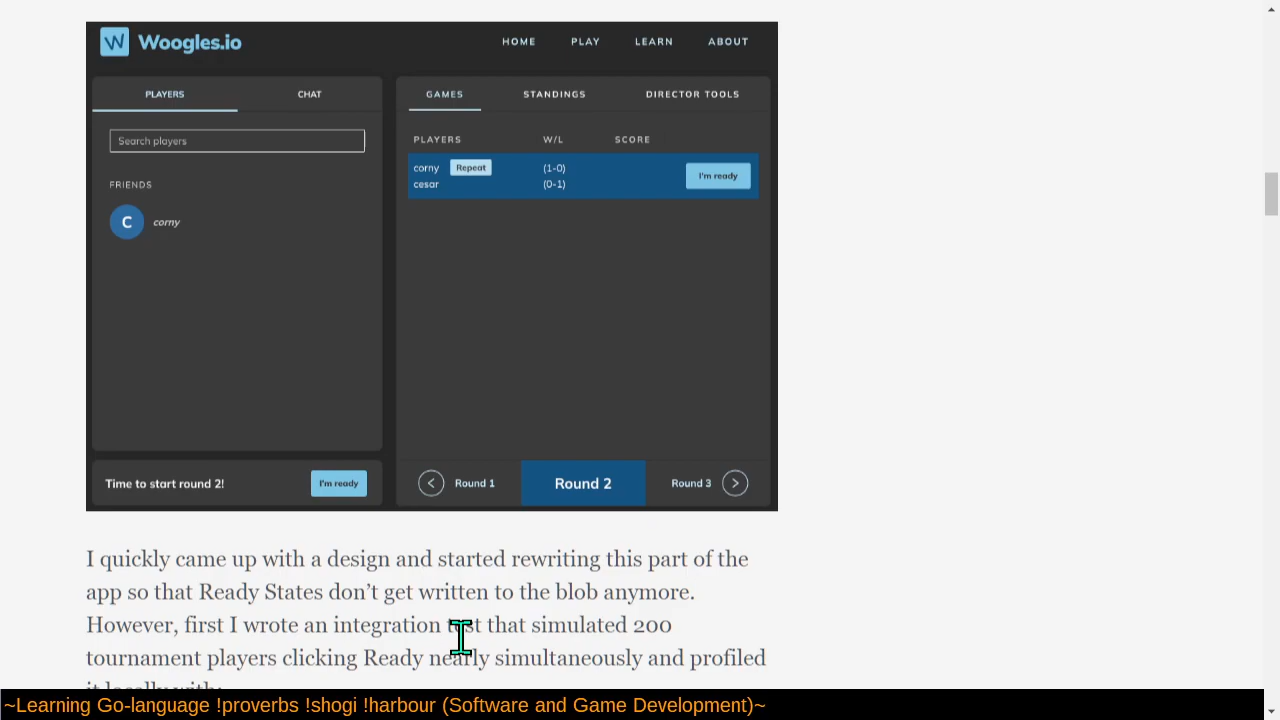 W Woogles.io HOME PLAY LEARN ABOUT
PLAYERS CHAT
Search players
FRIENDS
C corny
Time to start round 2! I'm ready
GAMES STANDINGS DIRECTOR TOOLS
PLAYERS W/L SCORE
corny Repeat (1-0)
cesar (0-1)
I'm ready
< Round 1 Round 2 Round 3 >
I quickly came up with a design and started rewriting this part of the
app so that Ready States don’t get written to the blob anymore.
However, first I wrote an integration test that simulated 200
tournament players clicking Ready nearly simultaneously and profiled
it locally with:
~Learning Go-language !proverbs !shogi !harbour (Software and Game Development)~